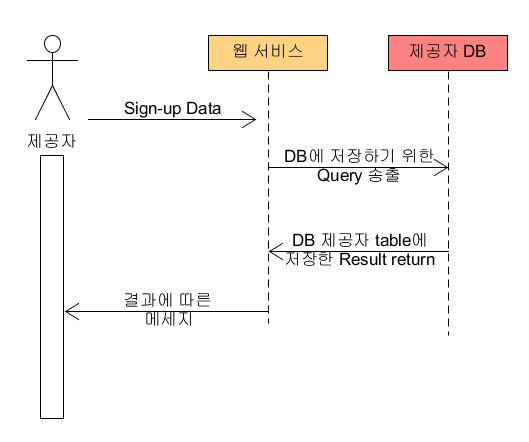 웹 서비스
제공자 DB
Sign-up Data
제공자
DB에 저장하기 위한
Query 송출
DB 제공자 table에
저장한 Result return
결과에 따른
메세지